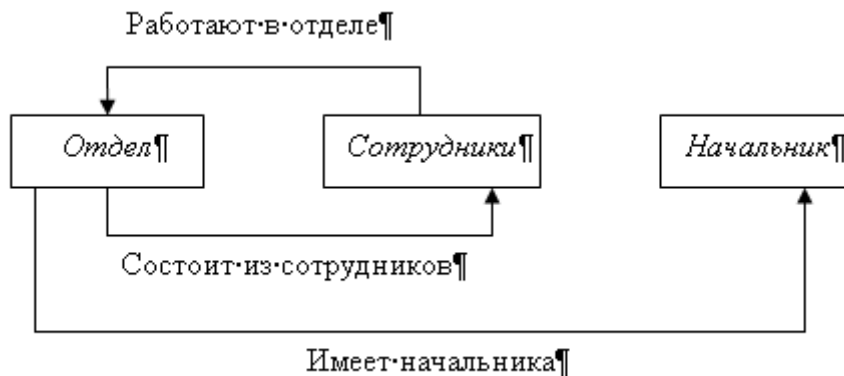 Работают·в·отделе¶
Отдел¶
Сотрудники¶
Начальник¶
Состоит·из·сотрудников¶
Имеет·начальника¶